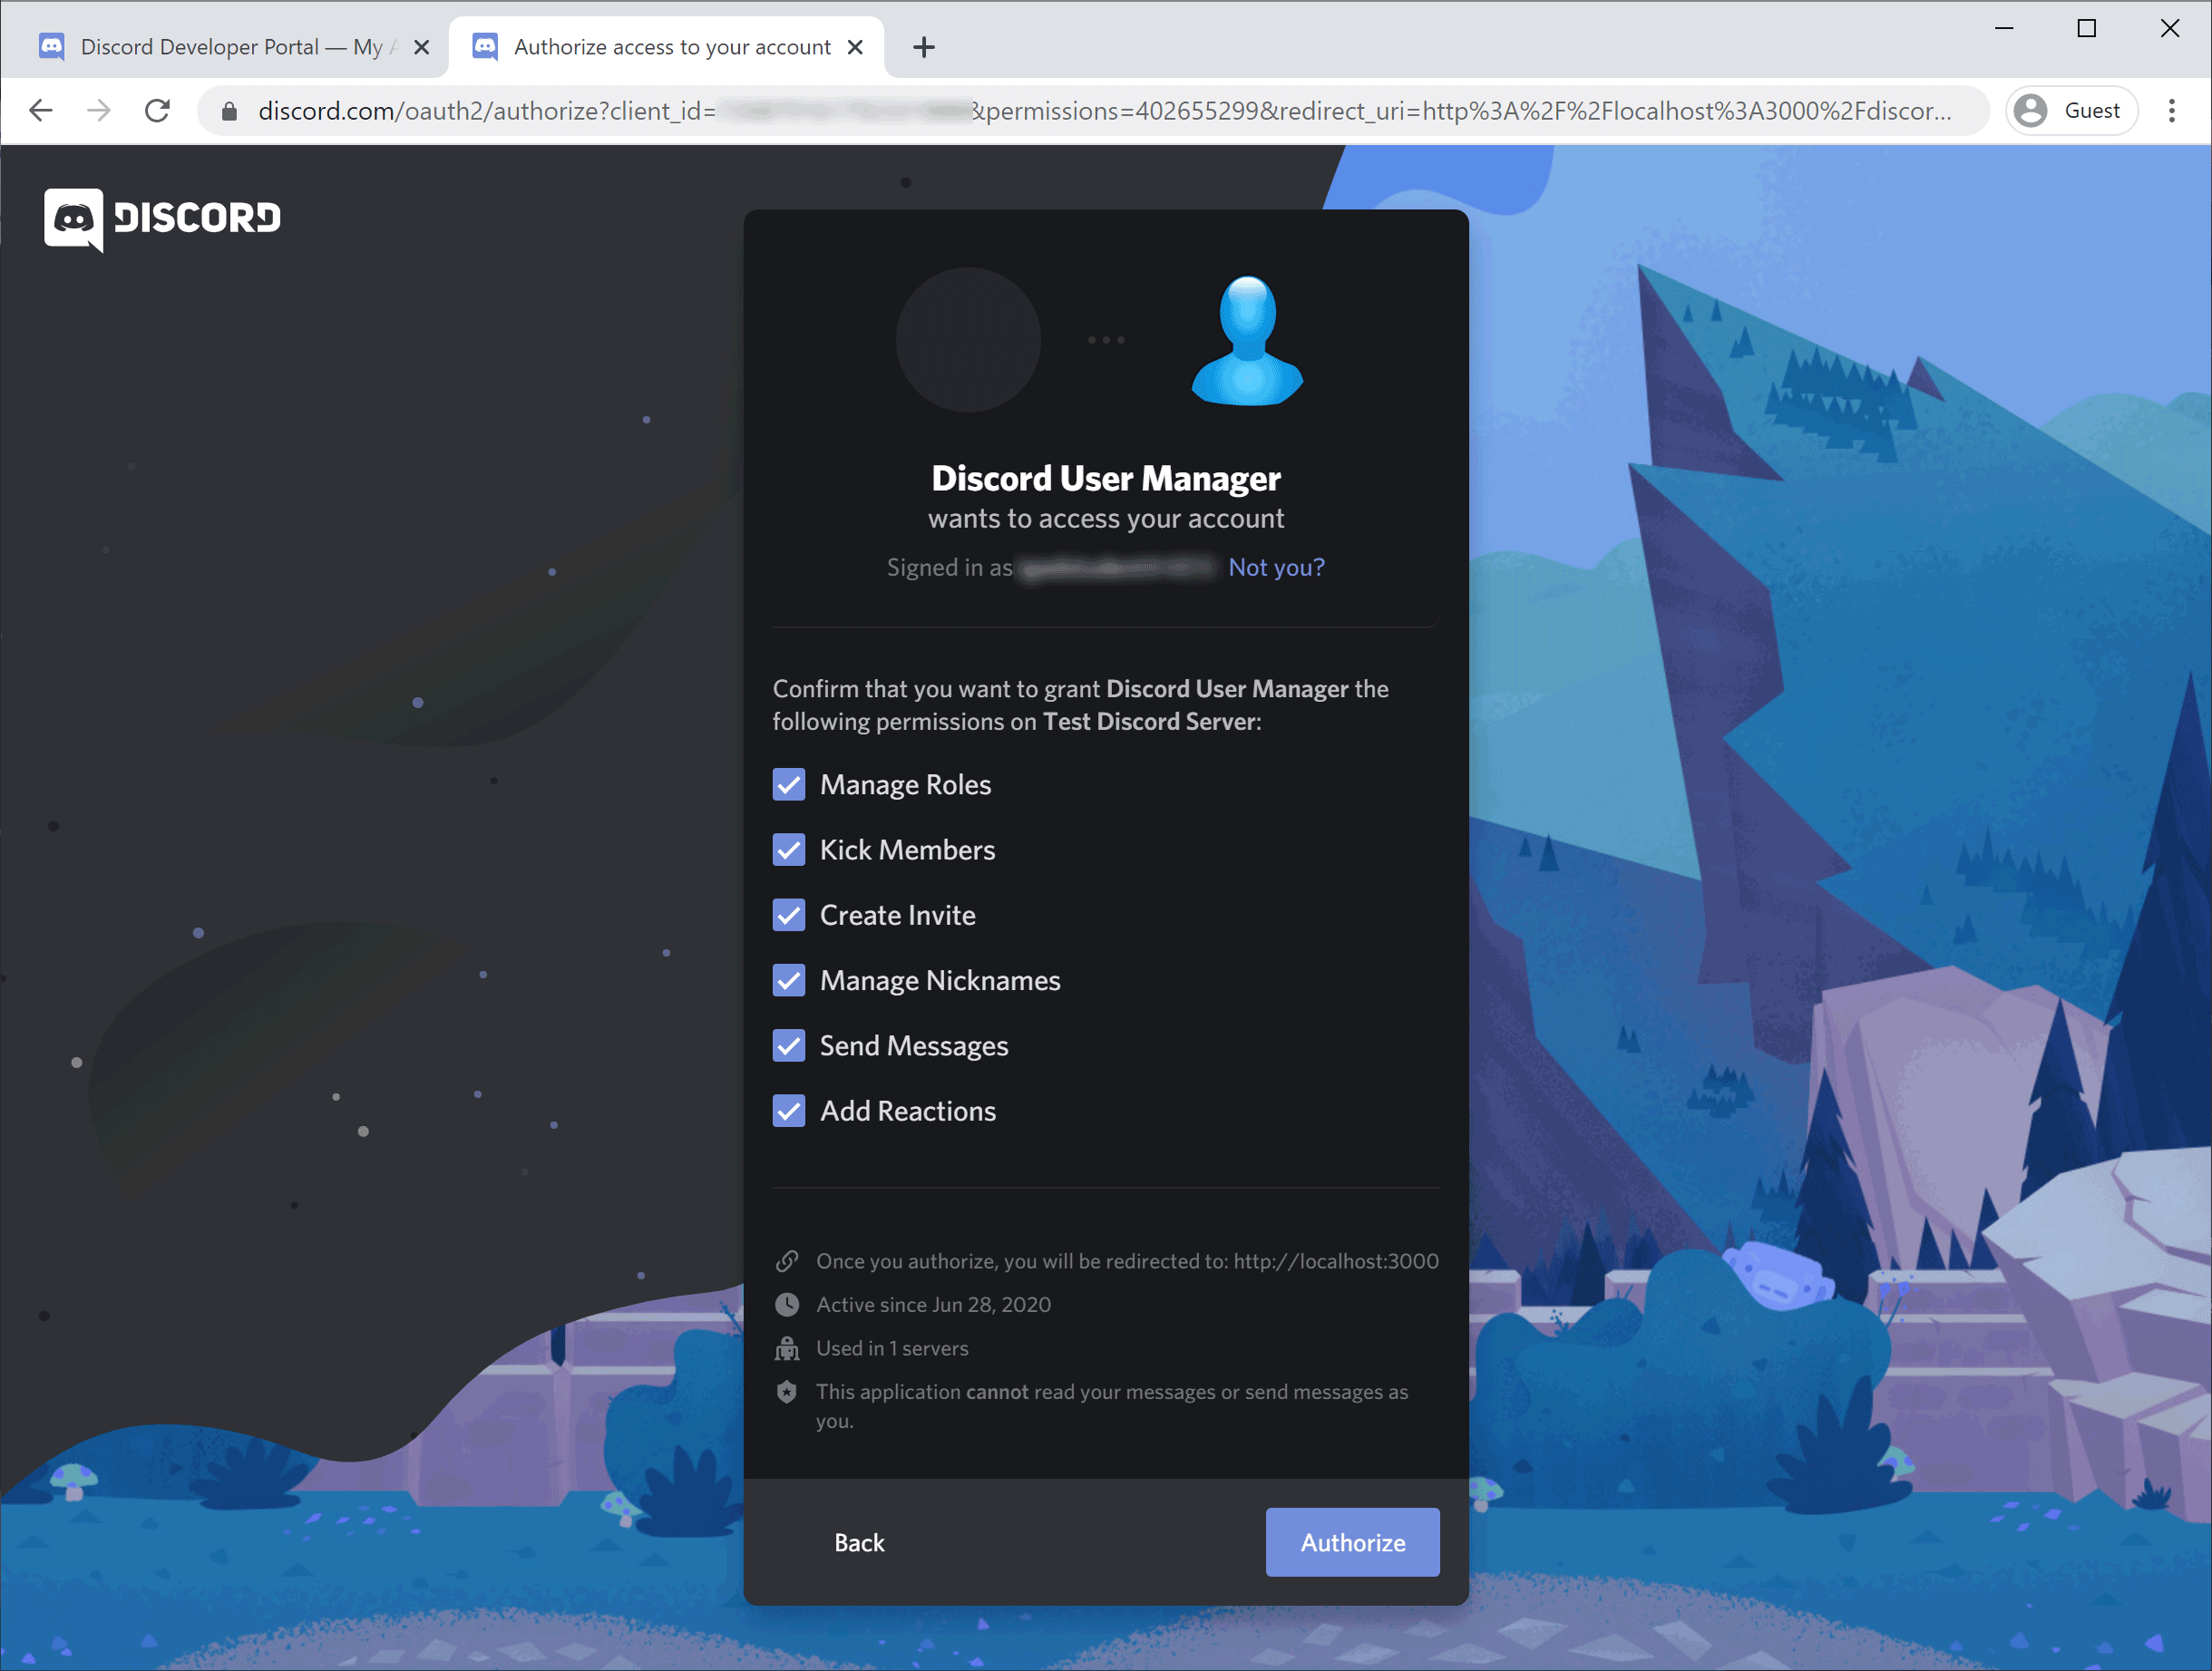 Discord Developer Portal — My A
Authorize access to your account
discord.com/oauth2/authorize?client_id= &permissions=402655299&redirect_uri=http%3A%2F%2Flocalhost%3A3000%2Fdiscor...
Guest
DISCORD
Discord User Manager
wants to access your account
Signed in as Not you?
Confirm that you want to grant Discord User Manager the
following permissions on Test Discord Server:
Manage Roles
Kick Members
Create Invite
Manage Nicknames
Send Messages
Add Reactions
Once you authorize, you will be redirected to: http://localhost:3000
Active since Jun 28, 2020
Used in 1 servers
This application cannot read your messages or send messages as
you.
Back
Authorize